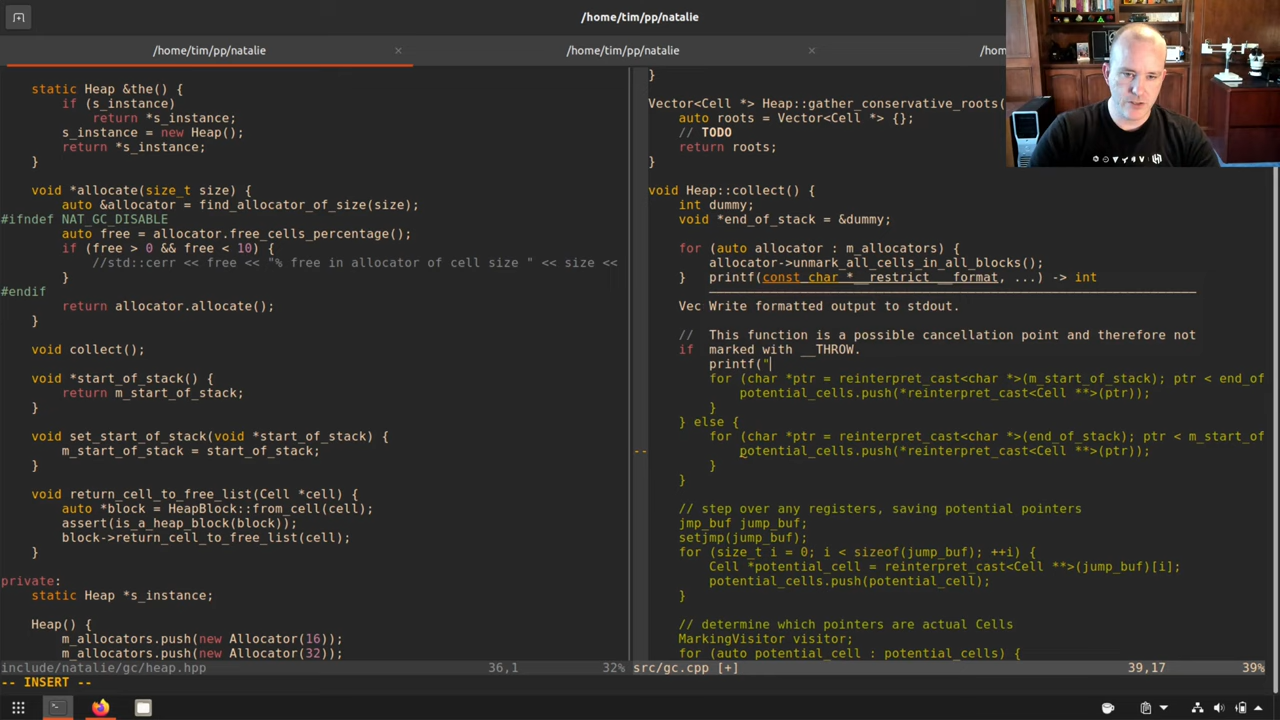 /home/tim/pp/natalie
/home/tim/pp/natalie
/home/tim/pp/natalie
static Heap &the() {
if (s_instance)
return *s_instance;
s_instance = new Heap();
return *s_instance;
}
void *allocate(size_t size) {
auto &allocator = find_allocator_of_size(size);
#ifndef NAT_GC_DISABLE
auto free = allocator.free_cells_percentage();
if (free > 0 && free < 10) {
//std::cerr << free << "% free in allocator of cell size " << size <<
}
#endif
return allocator.allocate();
}
void collect();
void *start_of_stack() {
return m_start_of_stack;
}
void set_start_of_stack(void *start_of_stack) {
m_start_of_stack = start_of_stack;
}
void return_cell_to_free_list(Cell *cell) {
auto *block = HeapBlock::from_cell(cell);
assert(is_a_heap_block(block));
block->return_cell_to_free_list(cell);
}
private:
static Heap *s_instance;
Heap() {
m_allocators.push(new Allocator(16));
m_allocators.push(new Allocator(32));
include/natalie/gc/heap.hpp 36,1 32%
-- INSERT --
}
Vector<Cell *> Heap::gather_conservative_roots(
auto roots = Vector<Cell *> {};
// TODO
return roots;
}
void Heap::collect() {
int dummy;
void *end_of_stack = &dummy;
for (auto allocator : m_allocators) {
allocator->unmark_all_cells_in_all_blocks();
} printf(const char *__restrict __format, ...) -> int
Vec Write formatted output to stdout.
// This function is a possible cancellation point and therefore not
if marked with __THROW.
printf("
for (char *ptr = reinterpret_cast<char *>(m_start_of_stack); ptr < end_of
potential_cells.push(*reinterpret_cast<Cell **>(ptr));
}
} else {
for (char *ptr = reinterpret_cast<char *>(end_of_stack); ptr < m_start_of
-- potential_cells.push(*reinterpret_cast<Cell **>(ptr));
}
}
// step over any registers, saving potential pointers
jmp_buf jump_buf;
setjmp(jump_buf);
for (size_t i = 0; i < sizeof(jump_buf); ++i) {
Cell *potential_cell = reinterpret_cast<Cell **>(jump_buf)[i];
potential_cells.push(potential_cell);
}
// determine which pointers are actual Cells
MarkingVisitor visitor;
for (auto potential_cell : potential_cells) {
src/gc.cpp [+] 39,17 39%